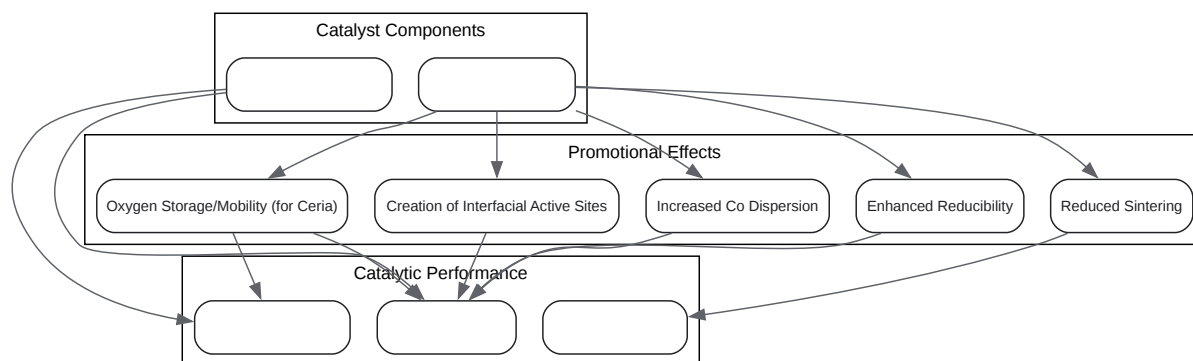 Catalyst Components
Promotional Effects
Oxygen Storage/Mobility (for Ceria)
Creation of Interfacial Active Sites
Increased Co Dispersion
Enhanced Reducibility
Reduced Sintering
Catalytic Performance